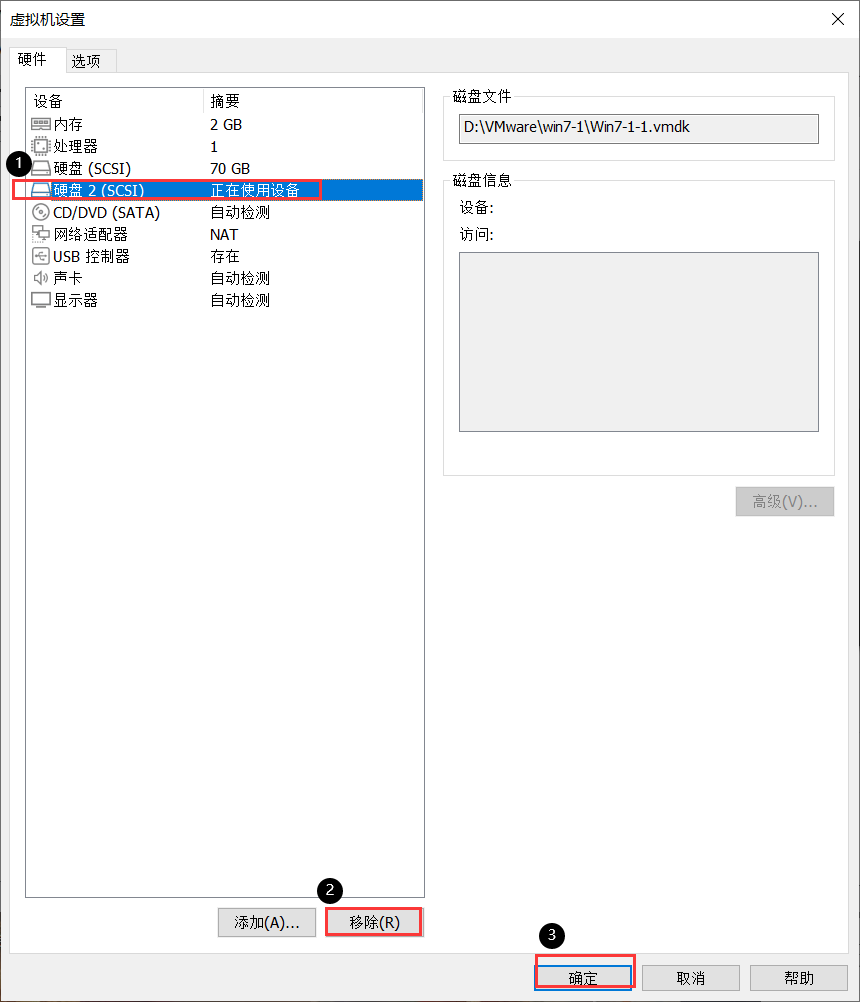 虚拟机设置
硬件 选项
设备 摘要
内存 2 GB
处理器 1
1
硬盘 (SCSI) 70 GB
硬盘 2 (SCSI) 正在使用设备
CD/DVD (SATA) 自动检测
网络适配器 NAT
USB 控制器 存在
声卡 自动检测
显示器 自动检测
磁盘文件
D:\VMware\win7-1\Win7-1-1.vmdk
磁盘信息
设备:
访问:
高级(V)...
2
添加(A)... 移除(R)
3
确定 取消 帮助